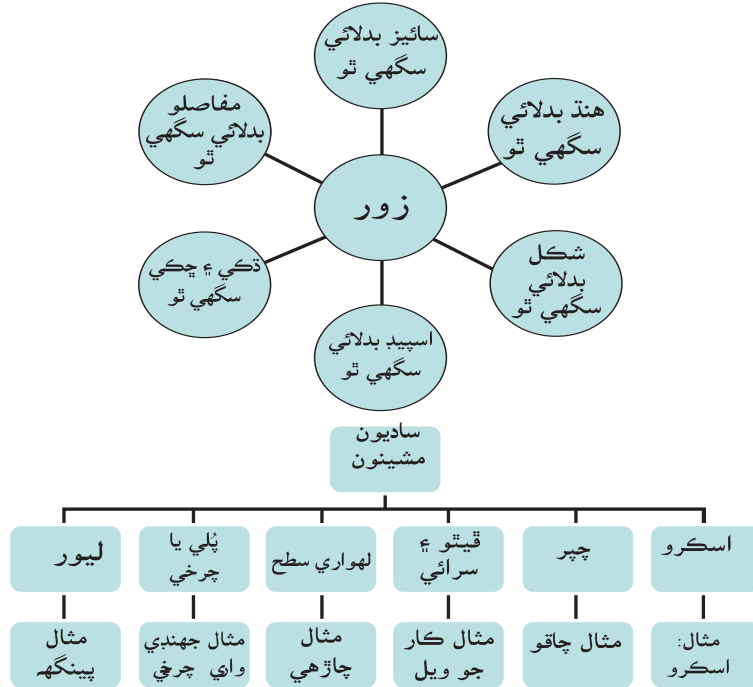 سائيز بدلائي
سگهي ٿو
هنڌ بدلائي
سگهي ٿو
مفاصلو
بدلائي سگهي
ٿو
زور
شڪل
بدلائي
سگهي ٿو
ڌڪي ۽ ڇڪي
سگهي ٿو
اسپيڊ بدلائي
سگهي ٿو
ساديون
مشينون
اسڪرو
چپر
ڦيٿو ۽
سرائي
لهواري سطح
پُلي يا
چرخي
ليور
مثال:
اسڪرو
مثال چاقو
مثال ڪار
جو ويل
مثال
چاڙهي
مثال جهنڊي
واري چرخي
مثال
پينگهه